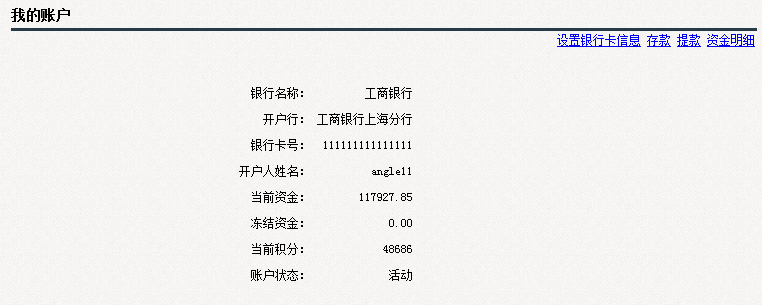 我的账户
设置银行卡信息 存款 提款 资金明细
银行名称： 工商银行
开户行： 工商银行上海分行
银行卡号： 111111111111111
开户人姓名： angle11
当前资金： 117927.85
冻结资金： 0.00
当前积分： 48686
账户状态： 活动